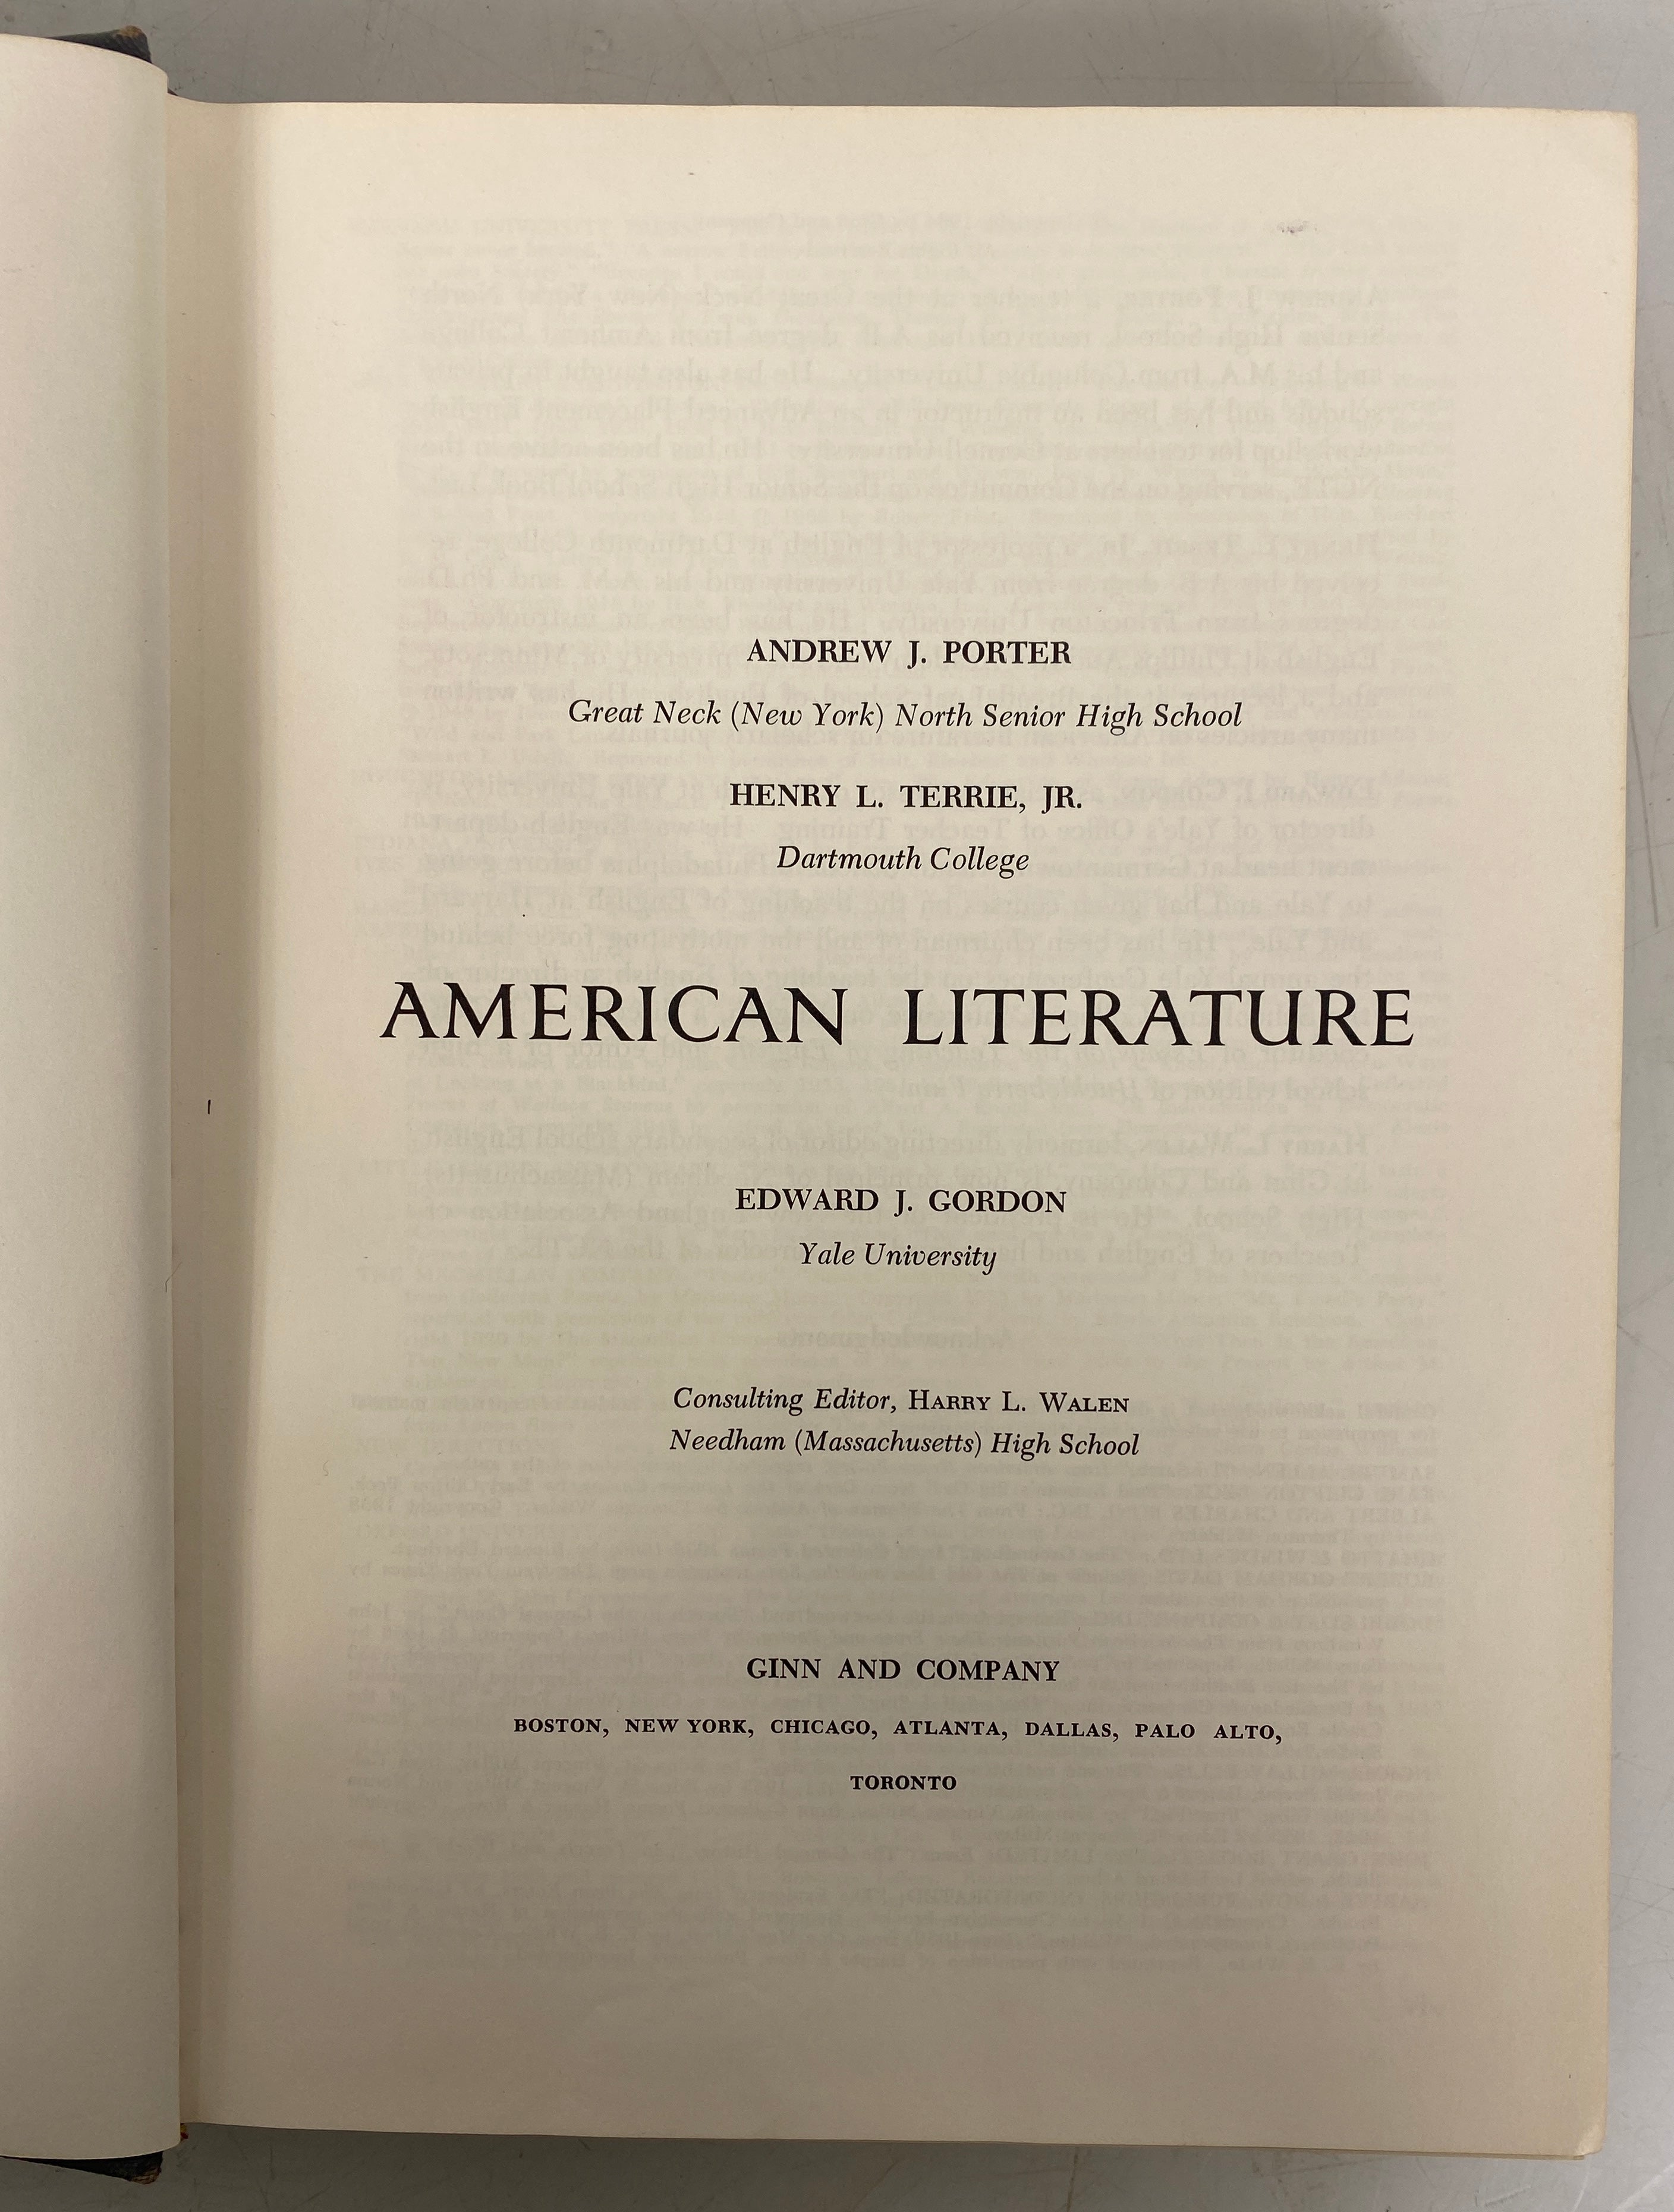 ANDREW J. PORTER
Great Neck (New York) North Senior High School
HENRY L. TERRIE, JR.
Dartmouth College
AMERICAN LITERATURE
EDWARD J. GORDON
Yale University
Consulting Editor, HARRY L. WALEN
Needham (Massachusetts) High School
GINN AND COMPANY
BOSTON, NEW YORK, CHICAGO, ATLANTA, DALLAS, PALO ALTO,
TORONTO